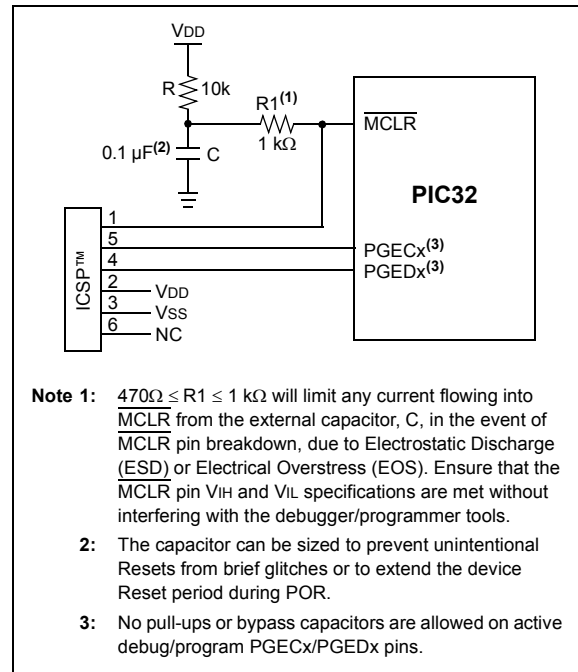 VDD
R 10k
R1(1)
0.1 µF(2) C
1 kΩ
MCLR
PIC32
ICSP™
1
5 PGECx(3)
4 PGEDx(3)
2 VDD
3 VSS
6 NC
Note 1: 470Ω ≤ R1 ≤ 1 kΩ will limit any current flowing into
MCLR from the external capacitor, C, in the event of
MCLR pin breakdown, due to Electrostatic Discharge
(ESD) or Electrical Overstress (EOS). Ensure that the
MCLR pin VIH and VIL specifications are met without
interfering with the debugger/programmer tools.
2: The capacitor can be sized to prevent unintentional
Resets from brief glitches or to extend the device
Reset period during POR.
3: No pull-ups or bypass capacitors are allowed on active
debug/program PGECx/PGEDx pins.